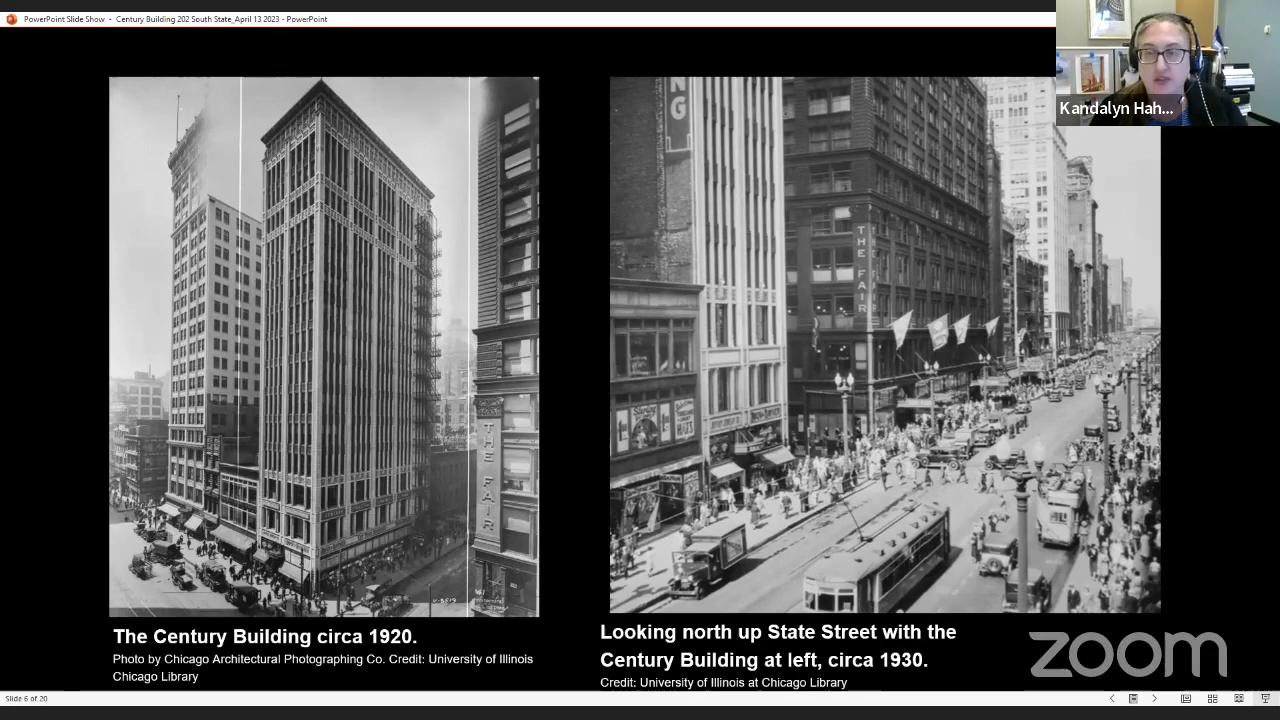 PowerPoint Slide Show - Century Building 202 South State_April 13 2023 - PowerPoint
Kandalyn Hah...
NG
THE FAIR
THE FAIR
The Century Building circa 1920.
Photo by Chicago Architectural Photographing Co. Credit: University of Illinois
Chicago Library
Looking north up State Street with the
Century Building at left, circa 1930.
Credit: University of Illinois at Chicago Library
zoom
Slide 6 of 20